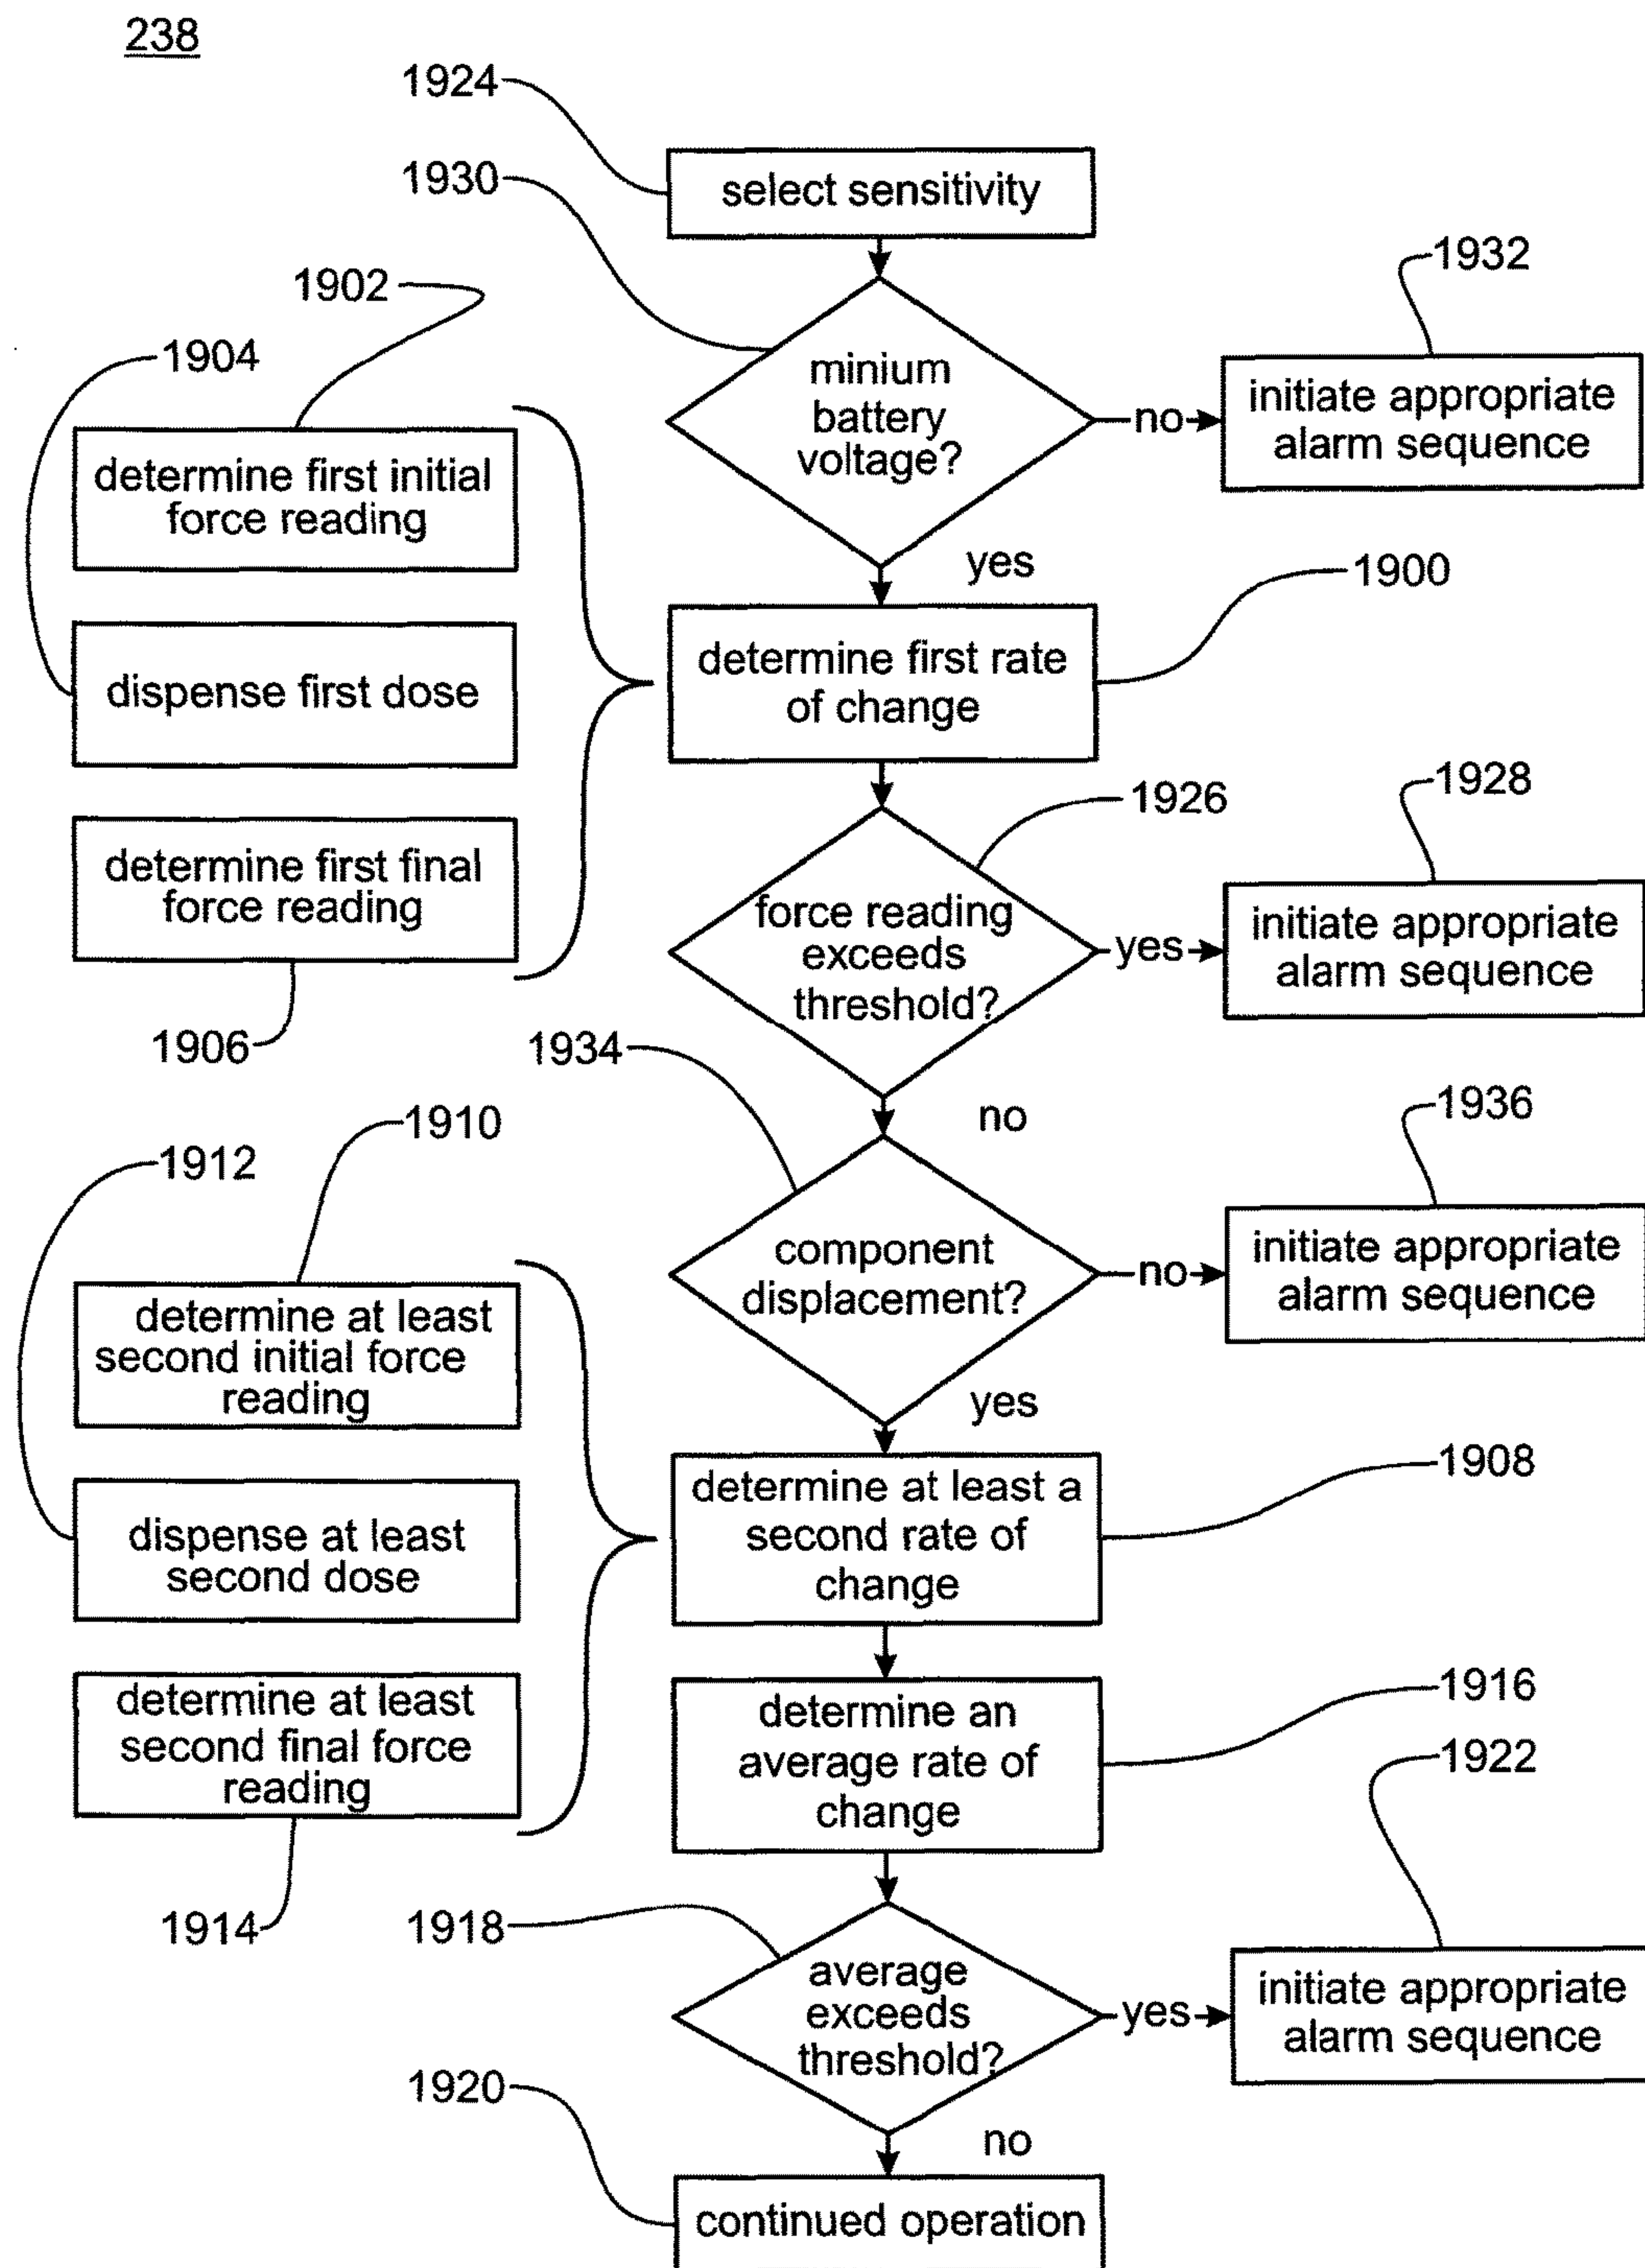 238
1924
select sensitivity
1930
1932
1902
minium
battery
voltage?
no
initiate appropriate
alarm sequence
1904
determine first initial
force reading
yes
1900
dispense first dose
determine first rate
of change
1928
1926
determine first final
force reading
force reading
exceeds
threshold?
yes
initiate appropriate
alarm sequence
1906
1934
no
1936
1910
1912
component
displacement?
no
initiate appropriate
alarm sequence
determine at least
second initial force
reading
yes
1908
determine at least a
second rate of
change
dispense at least
second dose
1916
determine an
average rate of
change
determine at least
second final force
reading
1922
1914
1918
average
exceeds
threshold?
yes
initiate appropriate
alarm sequence
1920
no
continued operation